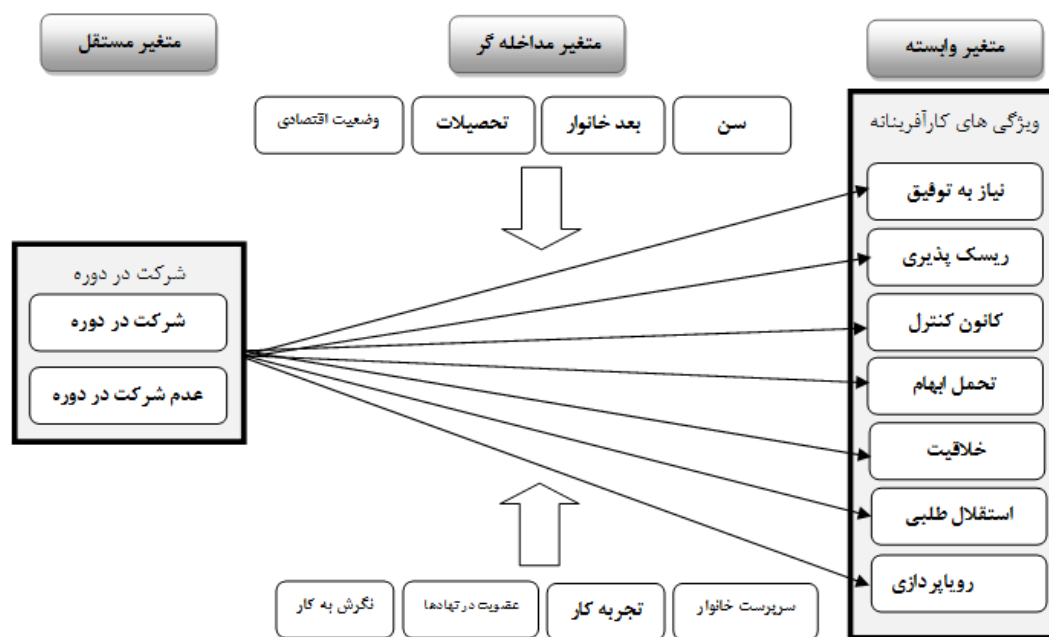 متغیر وابسته
متغیر مداخله گر
متغیر مستقل
سن
بعد خانوار
تحصیلات
وضعیت اقتصادی
ویژگی های کارآفرینانه
نیاز به توفیق
ریسک پذیری
کانون کنترل
تحمل ابهام
خلاقیت
استقلال طلبی
رویاپردازی
شرکت در دوره
شرکت در دوره
عدم شرکت در دوره
سرپرست خانوار
تجربه کار
عضویت در نهادها
نگرش به کار